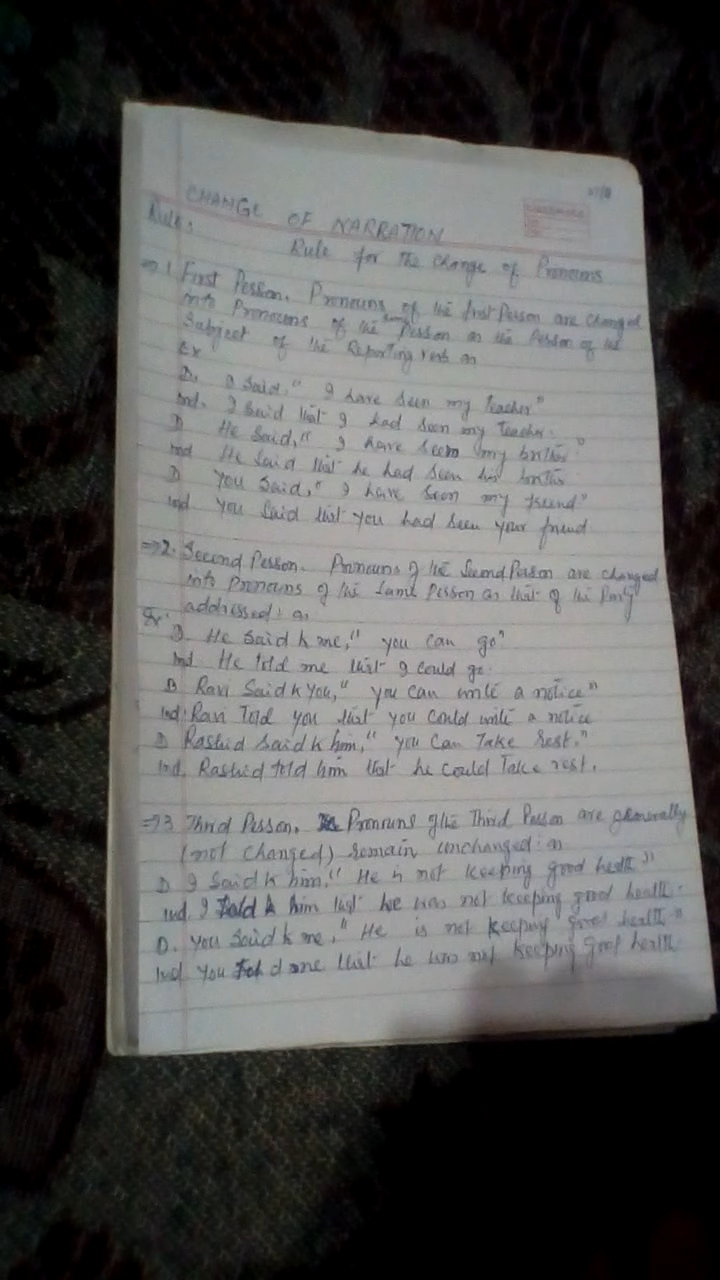 CHANGE OF NARRATION
Rule:
Rule for the change of Pronouns
⇒ 1. First Person. Pronouns of the first Person are changed
into Pronouns of the same Person as the Person of the
Subject of the Reporting verb as
Ex:
D. I said, "I have seen my teacher"
Ind. I said that I had seen my teacher.
D He said, "I have seen my brother"
Ind He said that he had seen his brother
D You said, "I have seen my friend"
Ind You said that you had seen your friend
⇒ 2. Second Person. Pronouns of the Second Person are changed
into Pronouns of the same Person as that of the Party
addressed: as
Ex:
D. He said to me, "you can go"
Ind. He told me that I could go.
D Ravi said to you, "you can write a notice"
Ind: Ravi Told you that you could write a notice
D Rashid said to him, "you can Take rest."
Ind. Rashid told him that he could Take rest.
⇒ 3 Third Person. Pronouns of the Third Person are generally
(not changed) remain unchanged: as
D I said to him, "He is not keeping good health"
Ind. I told him that he was not keeping good health.
D. You said to me, "He is not keeping good health"
Ind You told me that he was not keeping good health